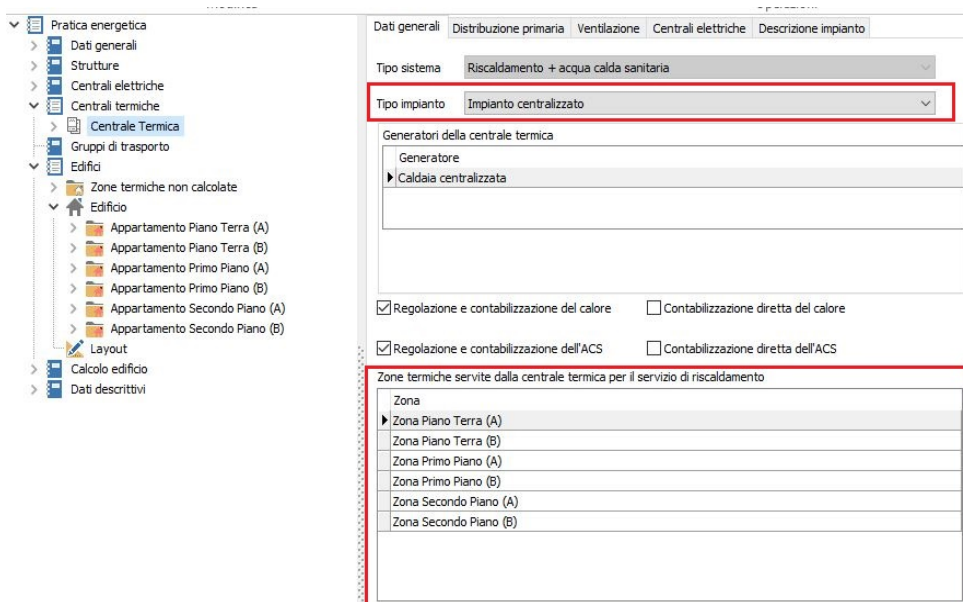 Pratica energetica
Dati generali
Strutture
Centrali elettriche
Centrali termiche
Centrale Termica
Gruppi di trasporto
Edifici
Zone termiche non calcolate
Edificio
Appartamento Piano Terra (A)
Appartamento Piano Terra (B)
Appartamento Primo Piano (A)
Appartamento Primo Piano (B)
Appartamento Secondo Piano (A)
Appartamento Secondo Piano (B)
Layout
Calcolo edificio
Dati descrittivi
Dati generali Distribuzione primaria Ventilazione Centrali elettriche Descrizione impianto
Tipo sistema Riscaldamento + acqua calda sanitaria
Tipo impianto Impianto centralizzato
Generatori della centrale termica
Generatore
Caldaia centralizzata
Regolazione e contabilizzazione del calore Contabilizzazione diretta del calore
Regolazione e contabilizzazione dell'ACS Contabilizzazione diretta dell'ACS
Zone termiche servite dalla centrale termica per il servizio di riscaldamento
Zona
Zona Piano Terra (A)
Zona Piano Terra (B)
Zona Primo Piano (A)
Zona Primo Piano (B)
Zona Secondo Piano (A)
Zona Secondo Piano (B)